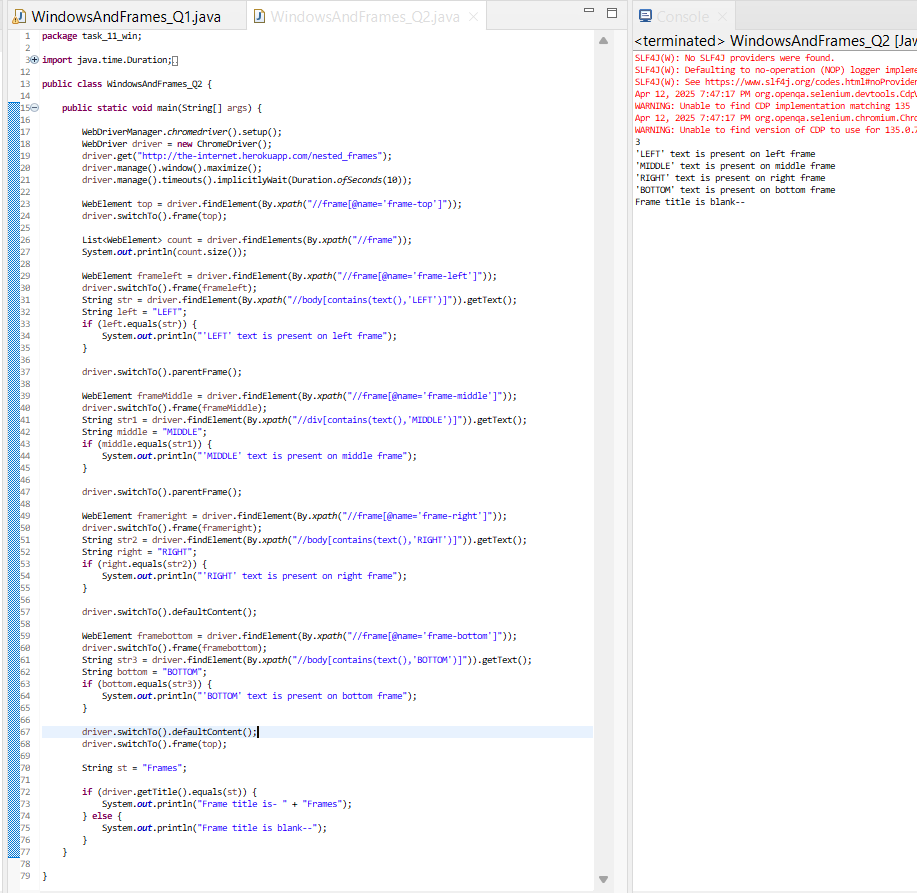 WindowsAndFrames_Q1.java
WindowsAndFrames_Q2.java
1 package task_11_win;
2
3 import java.time.Duration;
12
13 public class WindowsAndFrames_Q2 {
14
15 public static void main(String[] args) {
16
17 WebDriverManager.chromedriver().setup();
18 WebDriver driver = new ChromeDriver();
19 driver.get("http://the-internet.herokuapp.com/nested_frames");
20 driver.manage().window().maximize();
21 driver.manage().timeouts().implicitlyWait(Duration.ofSeconds(10));
22
23 WebElement top = driver.findElement(By.xpath("//frame[@name='frame-top']"));
24 driver.switchTo().frame(top);
25
26 List<WebElement> count = driver.findElements(By.xpath("//frame"));
27 System.out.println(count.size());
28
29 WebElement frameleft = driver.findElement(By.xpath("//frame[@name='frame-left']"));
30 driver.switchTo().frame(frameleft);
31 String str = driver.findElement(By.xpath("//body[contains(text(),'LEFT')]")).getText();
32 String left = "LEFT";
33 if (left.equals(str)) {
34 System.out.println("'LEFT' text is present on left frame");
35 }
36
37 driver.switchTo().parentFrame();
38
39 WebElement frameMiddle = driver.findElement(By.xpath("//frame[@name='frame-middle']"));
40 driver.switchTo().frame(frameMiddle);
41 String str1 = driver.findElement(By.xpath("//div[contains(text(),'MIDDLE')]")).getText();
42 String middle = "MIDDLE";
43 if (middle.equals(str1)) {
44 System.out.println("'MIDDLE' text is present on middle frame");
45 }
46
47 driver.switchTo().parentFrame();
48
49 WebElement frameright = driver.findElement(By.xpath("//frame[@name='frame-right']"));
50 driver.switchTo().frame(frameright);
51 String str2 = driver.findElement(By.xpath("//body[contains(text(),'RIGHT')]")).getText();
52 String right = "RIGHT";
53 if (right.equals(str2)) {
54 System.out.println("'RIGHT' text is present on right frame");
55 }
56
57 driver.switchTo().defaultContent();
58
59 WebElement framebottom = driver.findElement(By.xpath("//frame[@name='frame-bottom']"));
60 driver.switchTo().frame(framebottom);
61 String str3 = driver.findElement(By.xpath("//body[contains(text(),'BOTTOM')]")).getText();
62 String bottom = "BOTTOM";
63 if (bottom.equals(str3)) {
64 System.out.println("'BOTTOM' text is present on bottom frame");
65 }
66
67 driver.switchTo().defaultContent();
68 driver.switchTo().frame(top);
69
70 String st = "Frames";
71
72 if (driver.getTitle().equals(st)) {
73 System.out.println("Frame title is- " + "Frames");
74 } else {
75 System.out.println("Frame title is blank--");
76 }
77 }
78
79 }
Console
<terminated> WindowsAndFrames_Q2 [Jav
SLF4J(W): No SLF4J providers were found.
SLF4J(W): Defaulting to no-operation (NOP) logger impleme
SLF4J(W): See https://www.slf4j.org/codes.html#noProvider
Apr 12, 2025 7:47:17 PM org.openqa.selenium.devtools.CdpV
WARNING: Unable to find CDP implementation matching 135
Apr 12, 2025 7:47:17 PM org.openqa.selenium.chromium.Chro
WARNING: Unable to find version of CDP to use for 135.0.7
3
'LEFT' text is present on left frame
'MIDDLE' text is present on middle frame
'RIGHT' text is present on right frame
'BOTTOM' text is present on bottom frame
Frame title is blank--